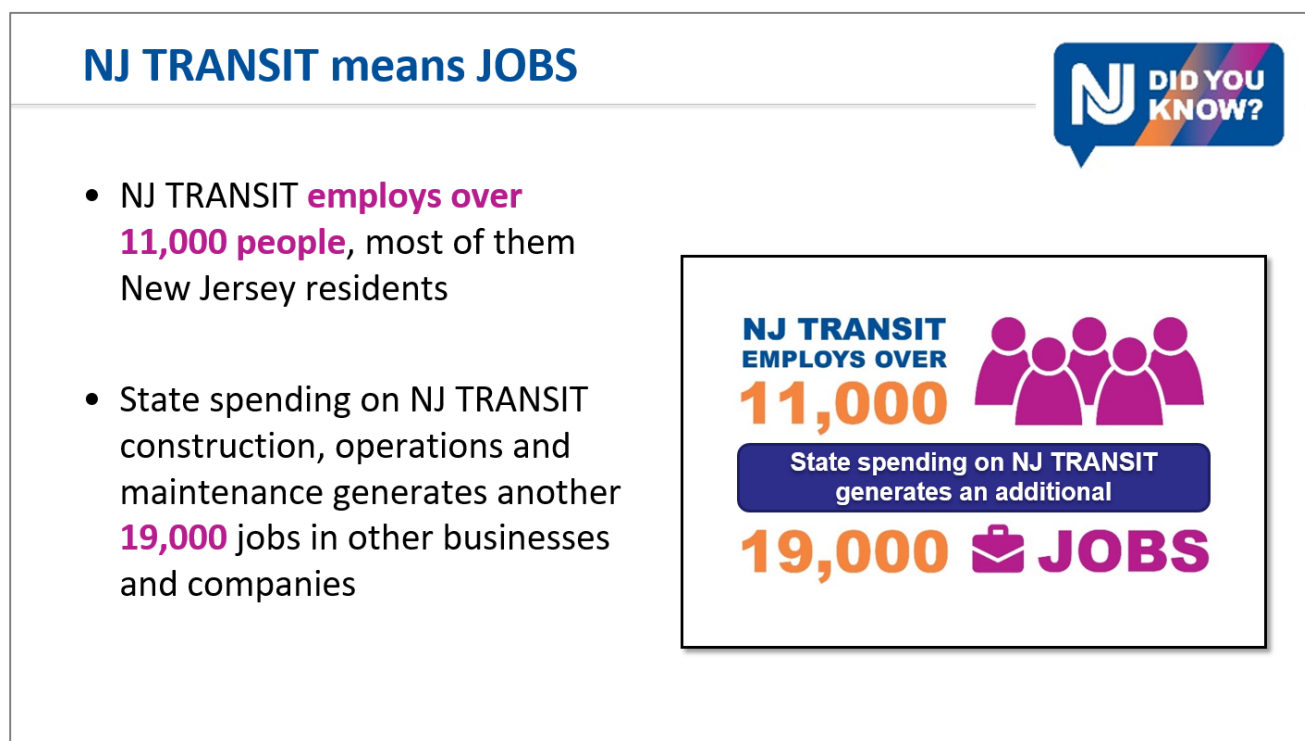 NJ TRANSIT means JOBS
NJ DID YOU
KNOW?
• NJ TRANSIT employs over
11,000 people, most of them
New Jersey residents
• State spending on NJ TRANSIT
construction, operations and
maintenance generates another
19,000 jobs in other businesses
and companies
NJ TRANSIT
EMPLOYS OVER
11,000
State spending on NJ TRANSIT
generates an additional
19,000 JOBS